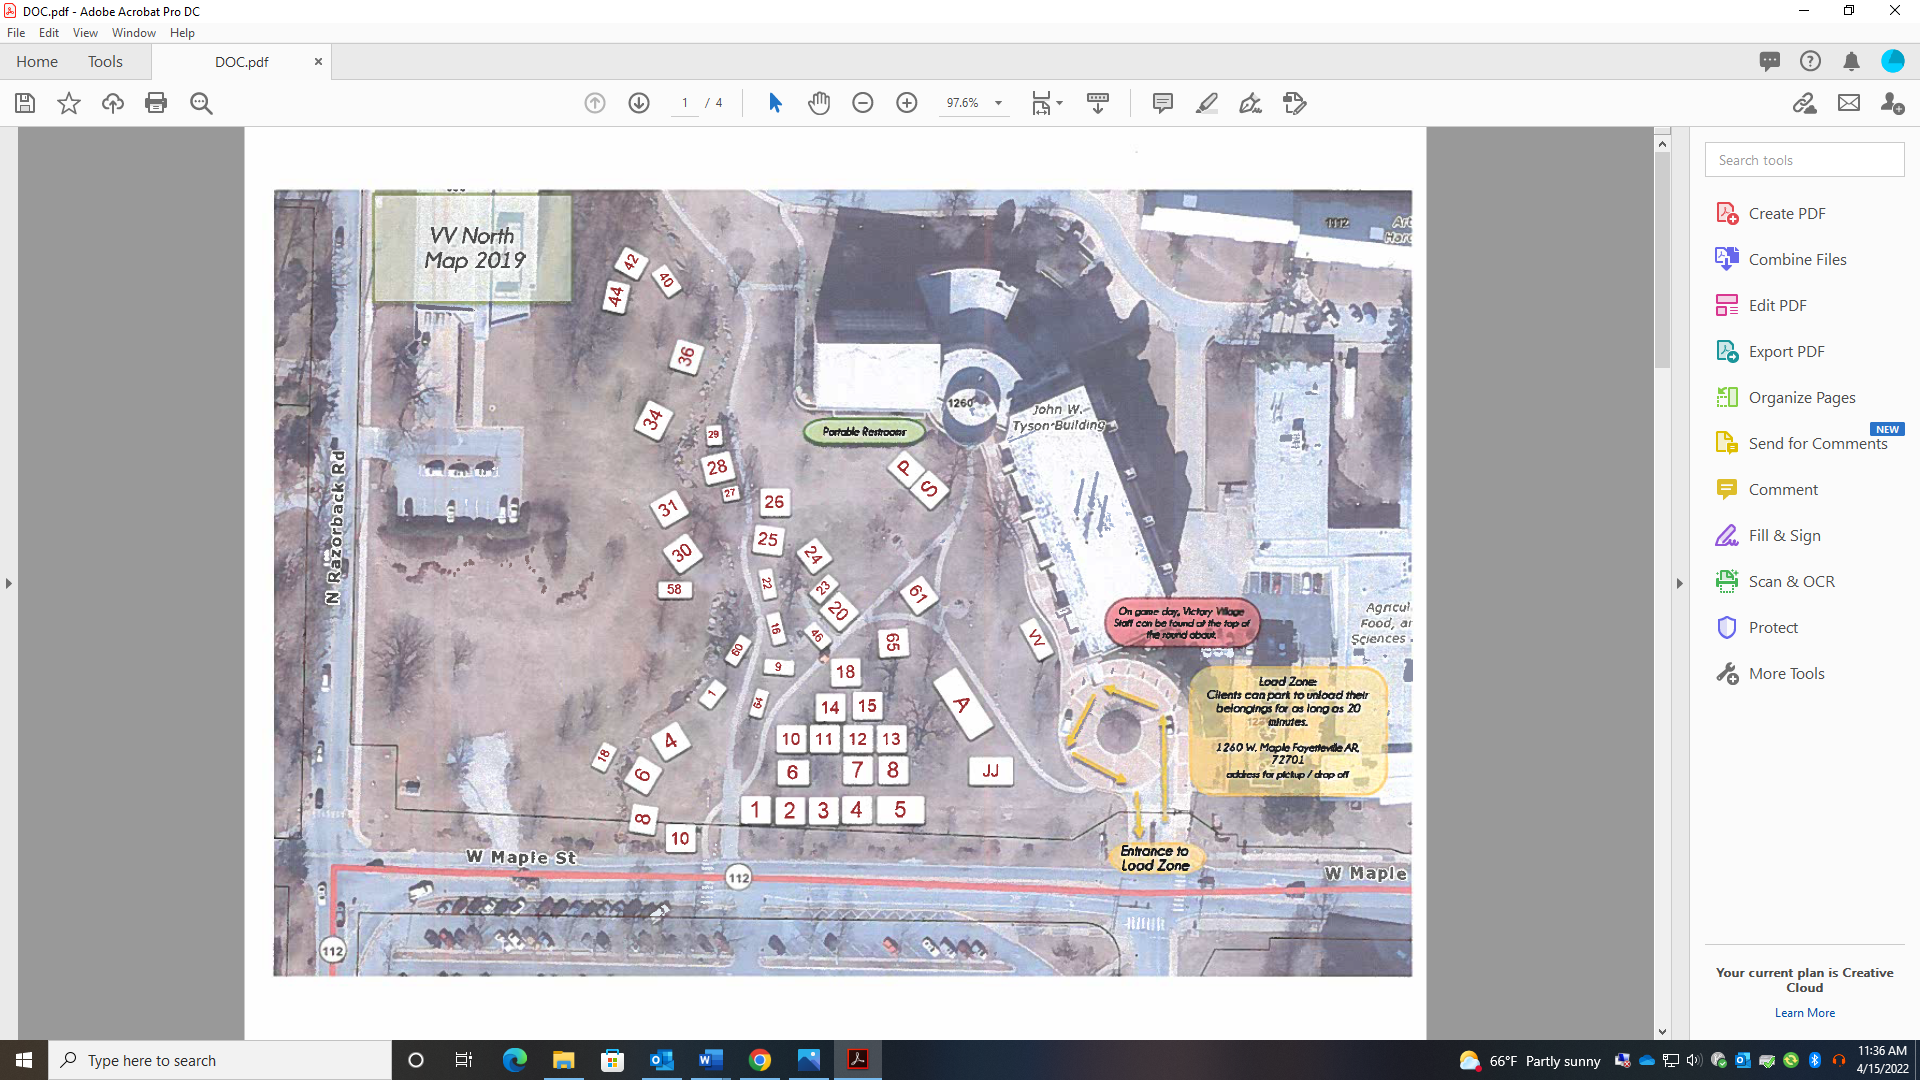 DOC.pdf - Adobe Acrobat Pro DC
File Edit View Window Help
Home Tools DOC.pdf
1 / 4 97.6%
VV North
Map 2019
1112
42
40
44
36
34
29
28
27
26
31
25
30
24
58
22
23
20
61
16
46
65
60
9
18
1
64
14 15
A
4
10 11 12 13
18
6
6 7 8
JJ
1 2 3 4 5
8
10
P
S
VV
1260
John W.
Tyson Building
Portable Restrooms
N Razorback Rd
On game day, Victory Village
Staff can be found at the top of
the round about.
Agricul
Food, a
Sciences
Load Zone:
Clients can park to unload their
belongings for as long as 20
minutes.
1260 W. Maple Fayetteville AR,
72701
address for pickup / drop off
Entrance to
Load Zone
W Maple St
W Maple
112
112
Search tools
Create PDF
Combine Files
Edit PDF
Export PDF
Organize Pages
NEW
Send for Comments
Comment
Fill & Sign
Scan & OCR
Protect
More Tools
Your current plan is Creative
Cloud
Learn More
Type here to search
66°F Partly sunny
11:36 AM
4/15/2022